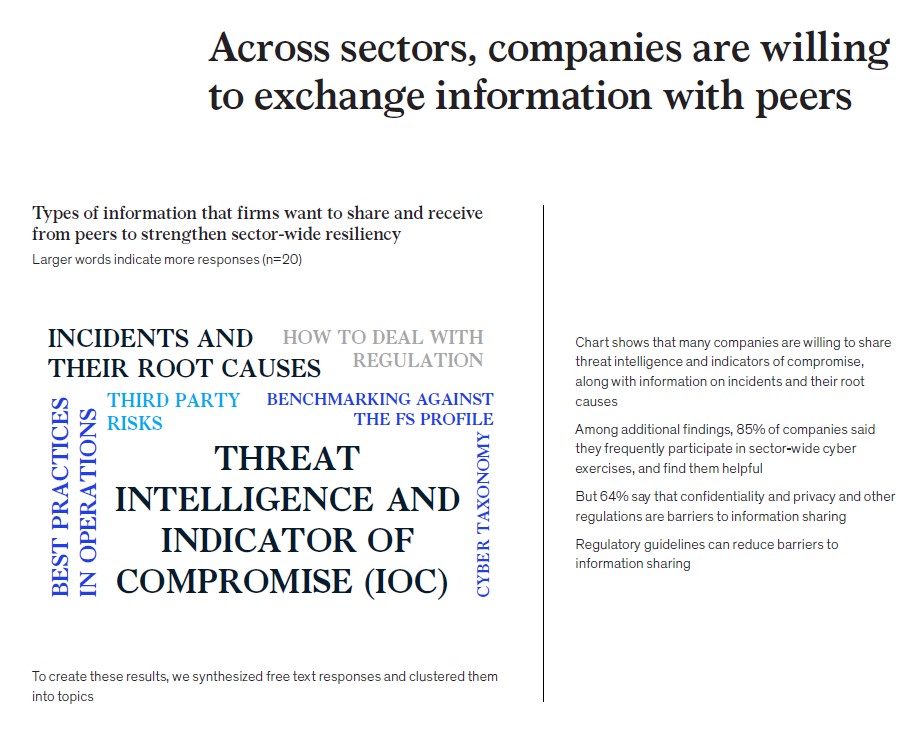 Across sectors, companies are willing
to exchange information with peers
Types of information that firms want to share and receive
from peers to strengthen sector-wide resiliency
Larger words indicate more responses (n=20)
INCIDENTS AND
THEIR ROOT CAUSES
HOW TO DEAL WITH
REGULATION
THIRD PARTY
RISKS
BENCHMARKING AGAINST
THE FS PROFILE
BEST PRACTICES
IN OPERATIONS
THREAT
INTELLIGENCE AND
INDICATOR OF
COMPROMISE (IOC)
CYBER TAXONOMY
To create these results, we synthesized free text responses and clustered them
into topics
Chart shows that many companies are willing to share
threat intelligence and indicators of compromise,
along with information on incidents and their root
causes
Among additional findings, 85% of companies said
they frequently participate in sector-wide cyber
exercises, and find them helpful
But 64% say that confidentiality and privacy and other
regulations are barriers to information sharing
Regulatory guidelines can reduce barriers to
information sharing